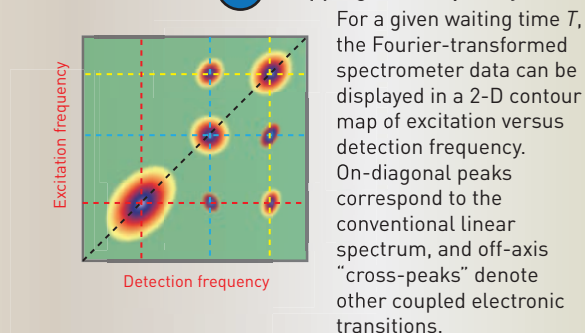 Excitation frequency
Detection frequency
For a given waiting time T,
the Fourier-transformed
spectrometer data can be
displayed in a 2-D contour
map of excitation versus
detection frequency.
On-diagonal peaks
correspond to the
conventional linear
spectrum, and off-axis
“cross-peaks” denote
other coupled electronic
transitions.